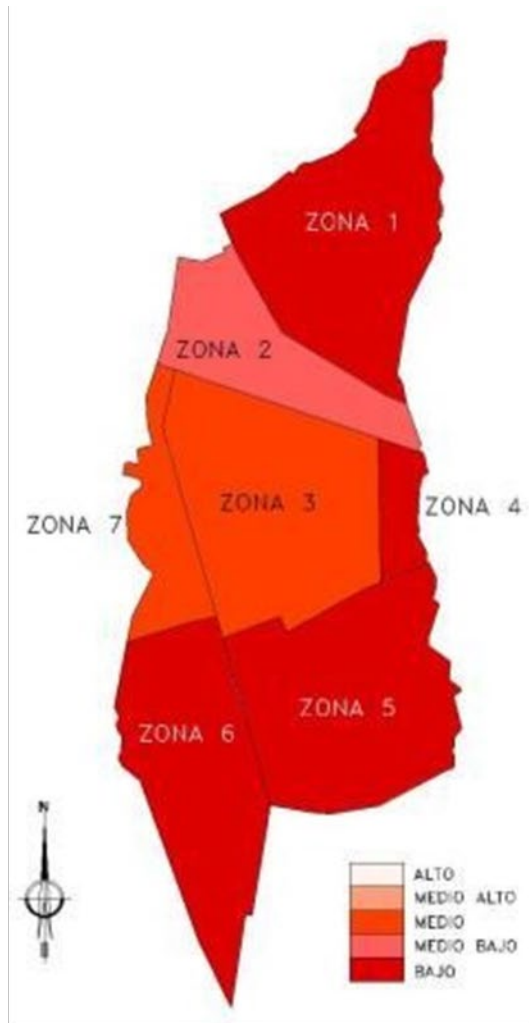 ZONA 1
ZONA 2
ZONA 3
ZONA 4
ZONA 7
ZONA 5
ZONA 6
N
ALTO
MEDIO ALTO
MEDIO
MEDIO BAJO
BAJO